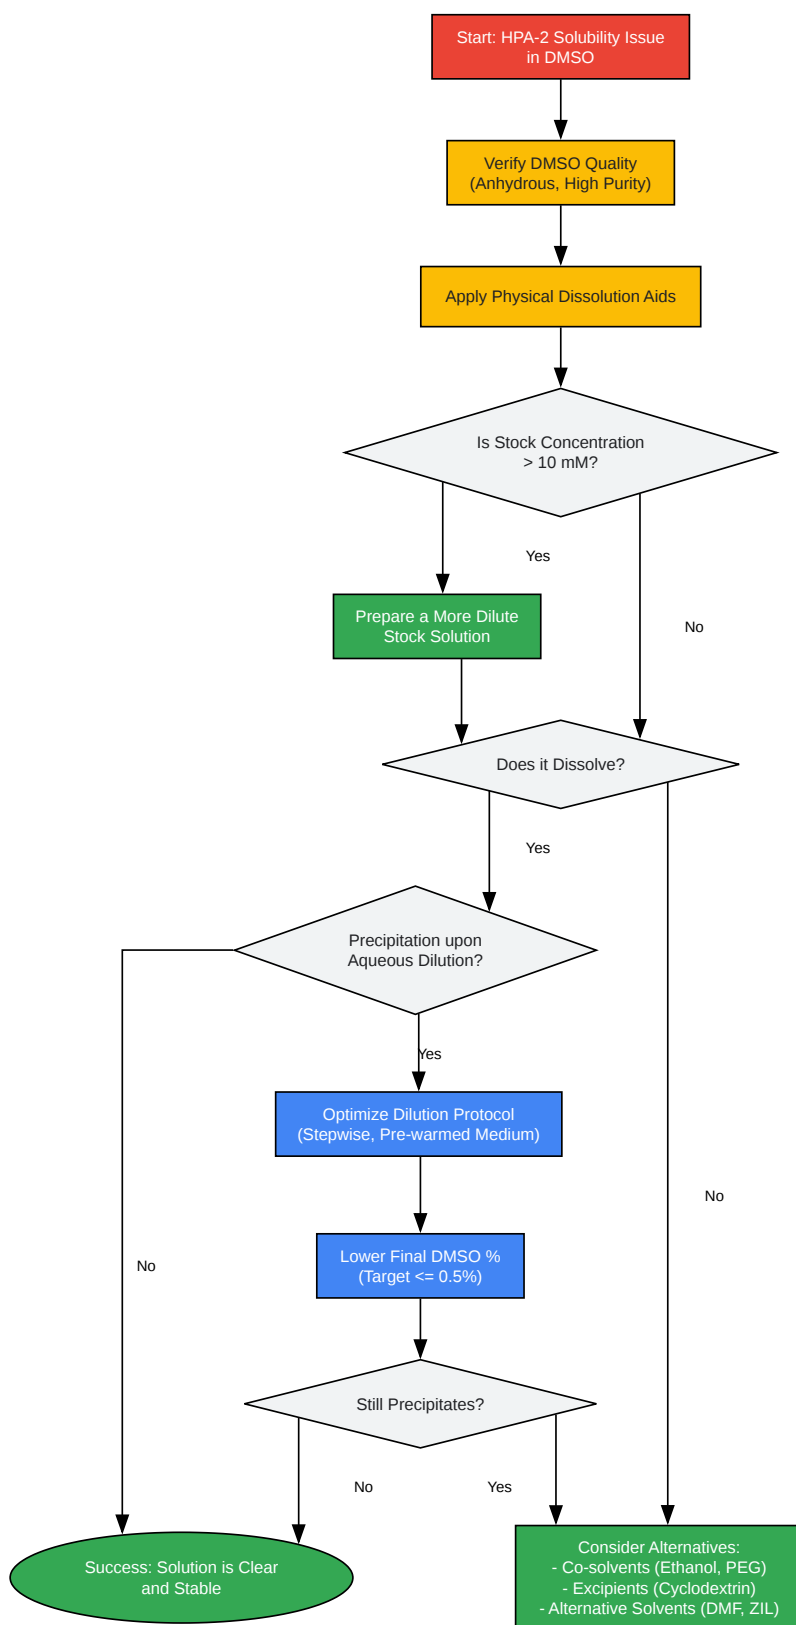 Start: HPA-2 Solubility Issue
in DMSO
Verify DMSO Quality
(Anhydrous, High Purity)
Apply Physical Dissolution Aids
Is Stock Concentration
> 10 mM?
Yes
Prepare a More Dilute
Stock Solution
No
Does it Dissolve?
Yes
Precipitation upon
Aqueous Dilution?
Yes
Optimize Dilution Protocol
(Stepwise, Pre-warmed Medium)
No
Lower Final DMSO %
(Target <= 0.5%)
No
Still Precipitates?
No
Yes
Success: Solution is Clear
and Stable
Consider Alternatives:
- Co-solvents (Ethanol, PEG)
- Excipients (Cyclodextrin)
- Alternative Solvents (DMF, ZIL)